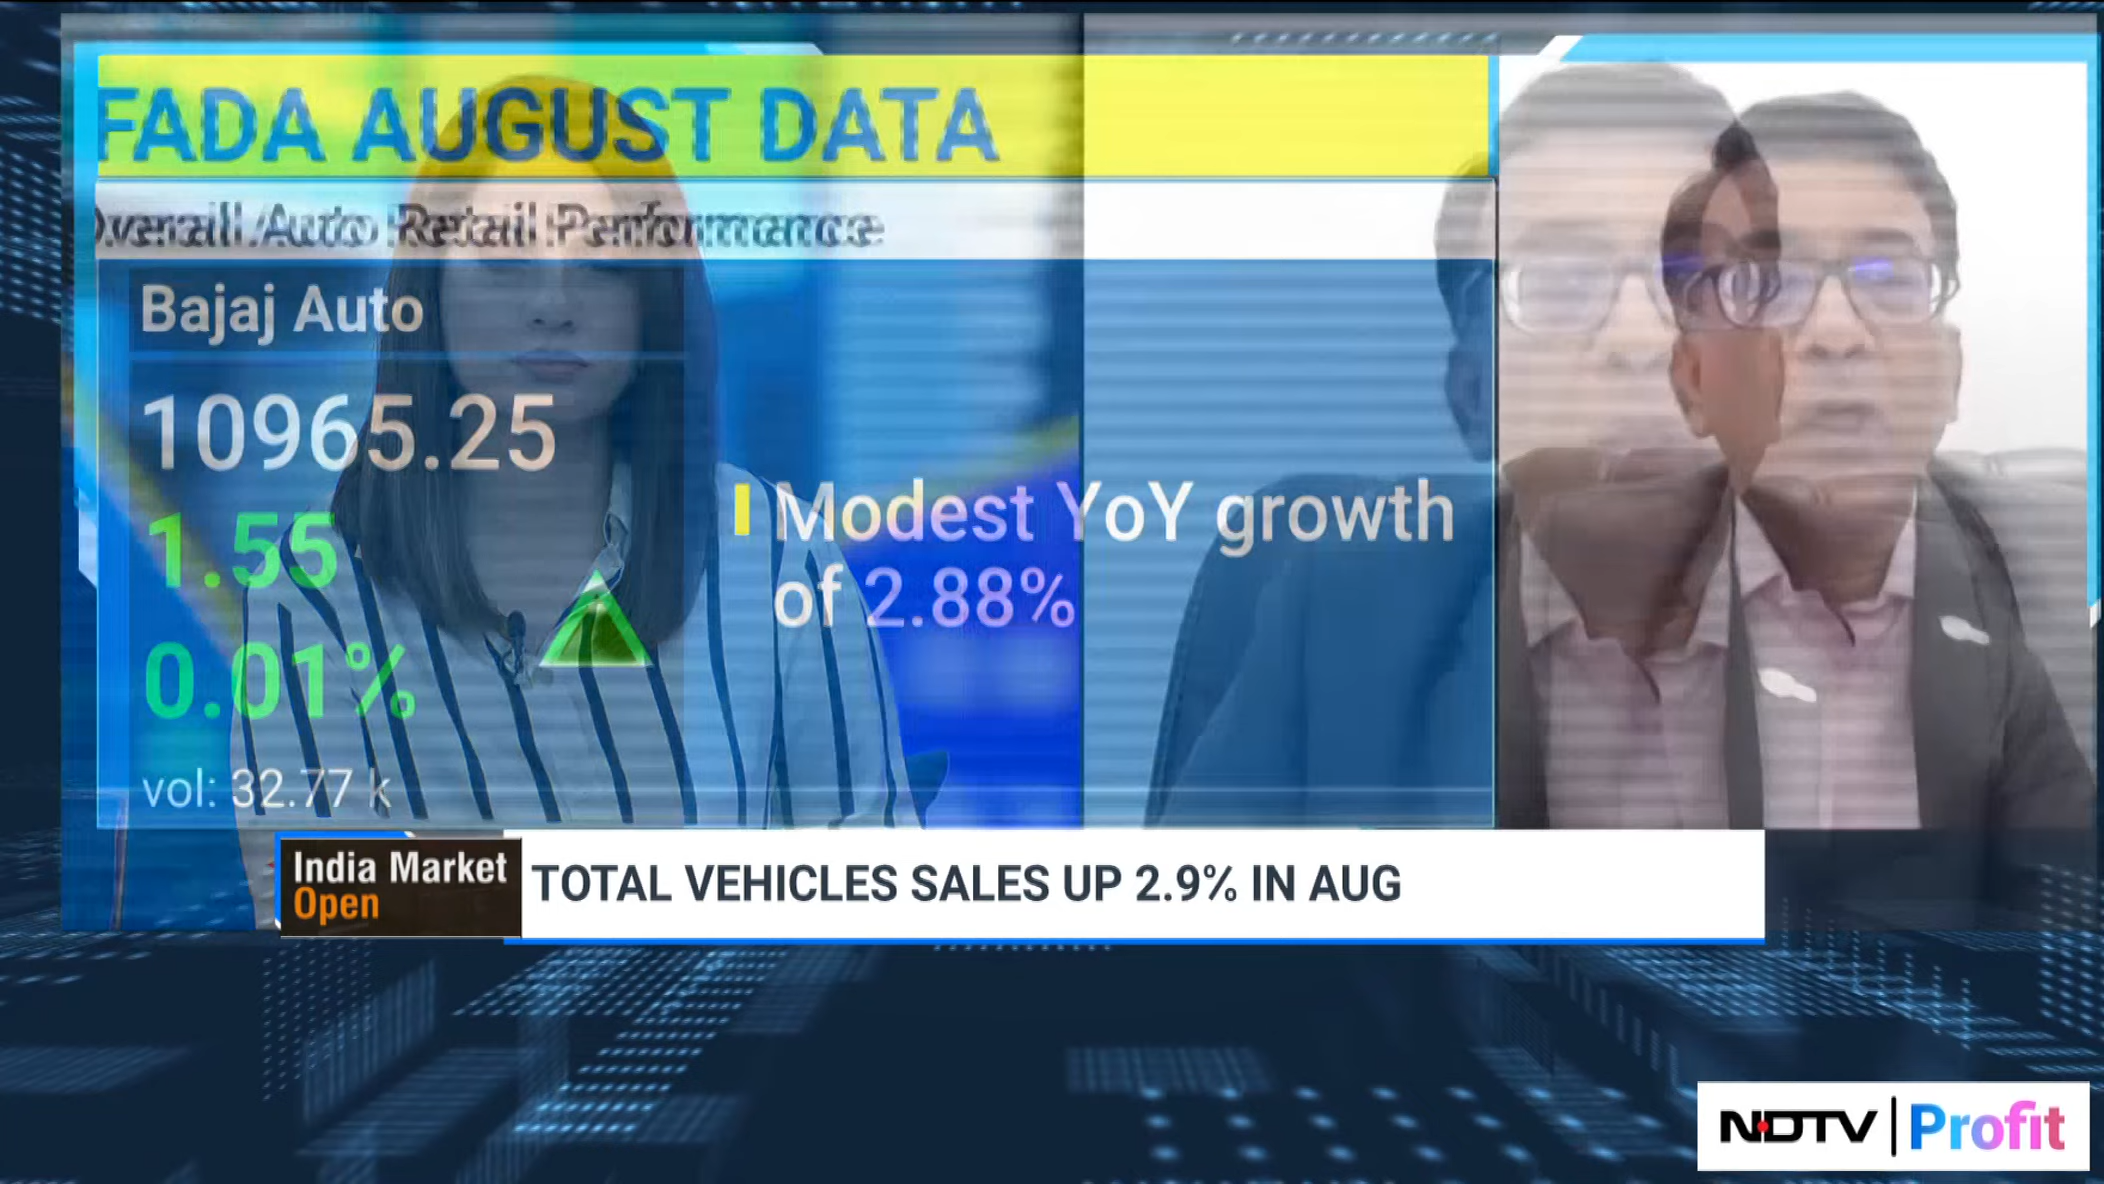 FADA AUGUST DATA
Overall Auto Retail Performance
Bajaj Auto
10965.25
1.55
0.01%
vol: 32.77 k
Modest YoY growth
of 2.88%
India Market
Open
TOTAL VEHICLES SALES UP 2.9% IN AUG
NDTV Profit